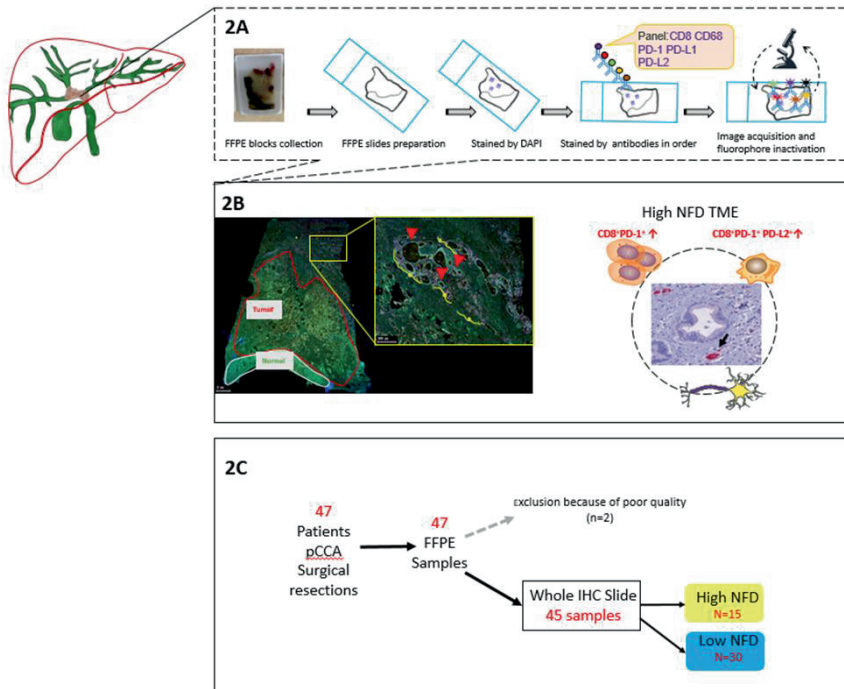 2A
Panel:CD8 CD68
PD-1 PD-L1
PD-L2
FFPE blocks collection
FFPE slides preparation
Stained by DAPI
Stained by antibodies in order
Image acquisition and
fluorophore inactivation
2B
Tumor
Normal
High NFD TME
CD8⁺PD-1⁺ ↑
CD8⁺PD-1⁺ PD-L2⁺↑
2C
47
Patients
pCCA
Surgical
resections
47
FFPE
Samples
Exclusion because of poor quality
(n=2)
Whole IHC Slide
45 samples
High NFD
N=15
Low NFD
N=30